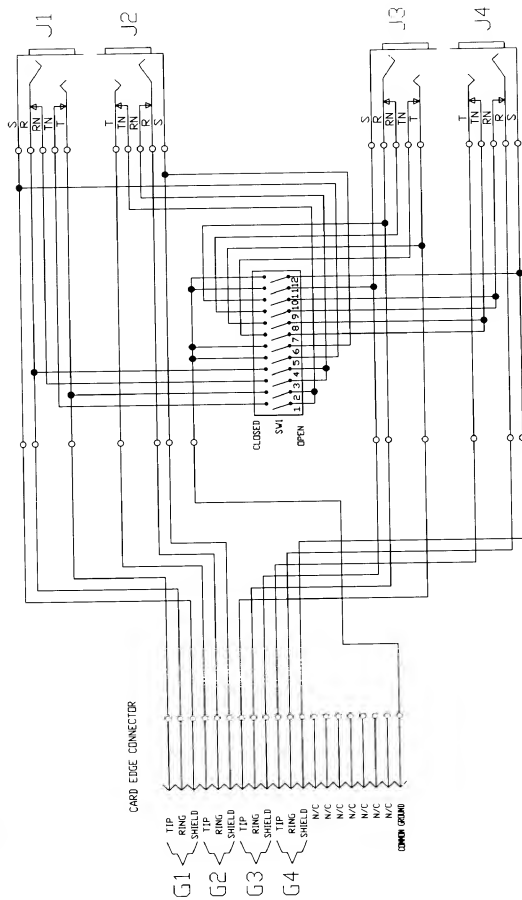 J1
S
R
RN
TN
T
J2
T
TN
RN
R
S
J3
S
R
RN
TN
T
J4
T
TN
RN
R
S
CLOSED
SW1
OPEN
1 2 3 4 5 6 7 8 9 10 11 12
CARD EDGE CONNECTOR
G1
TIP
RING
SHIELD
G2
TIP
RING
SHIELD
G3
TIP
RING
SHIELD
G4
TIP
RING
SHIELD
N/C
N/C
N/C
N/C
N/C
N/C
N/C
COMMON GROUND